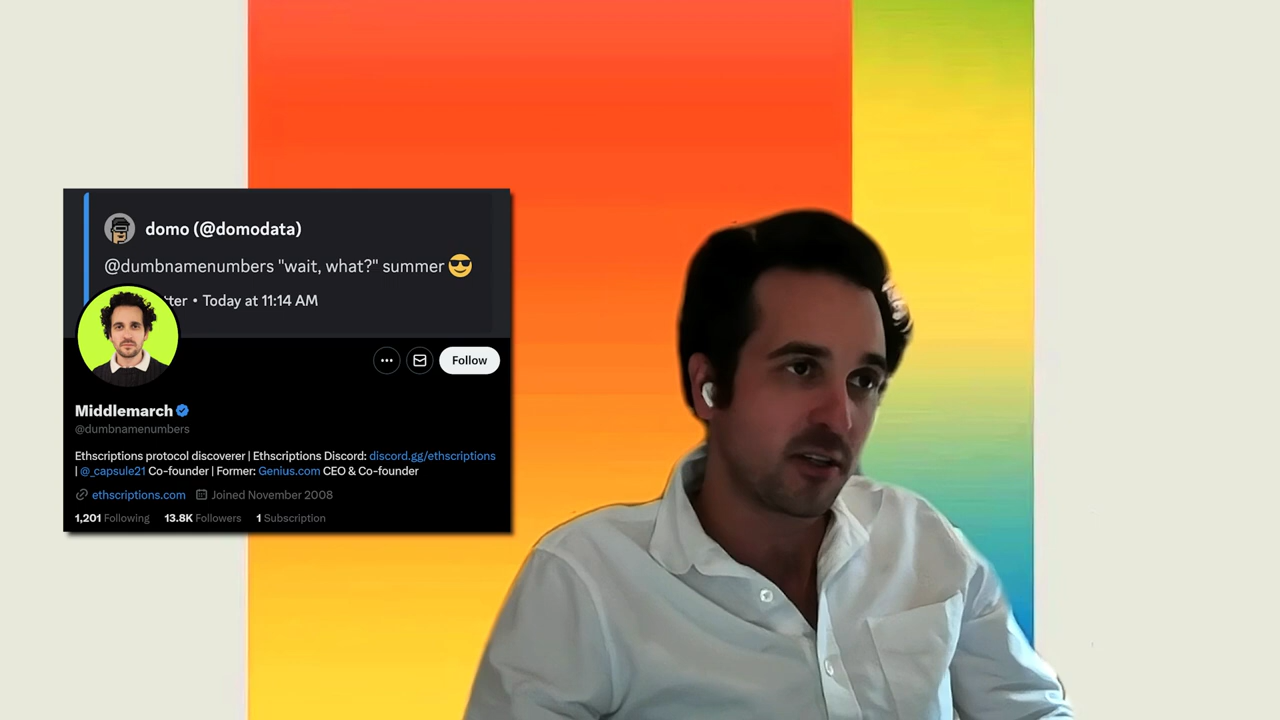 domo (@domodata)
@dumbnamenumbers "wait, what?" summer 😎
• Today at 11:14 AM
Follow
Middlemarch
@dumbnamenumbers
Ethscriptions protocol discoverer | Ethscriptions Discord: discord.gg/ethscriptions
| @_capsule21 Co-founder | Former: Genius.com CEO & Co-founder
ethscriptions.com Joined November 2008
1,201 Following 13.8K Followers 1 Subscription